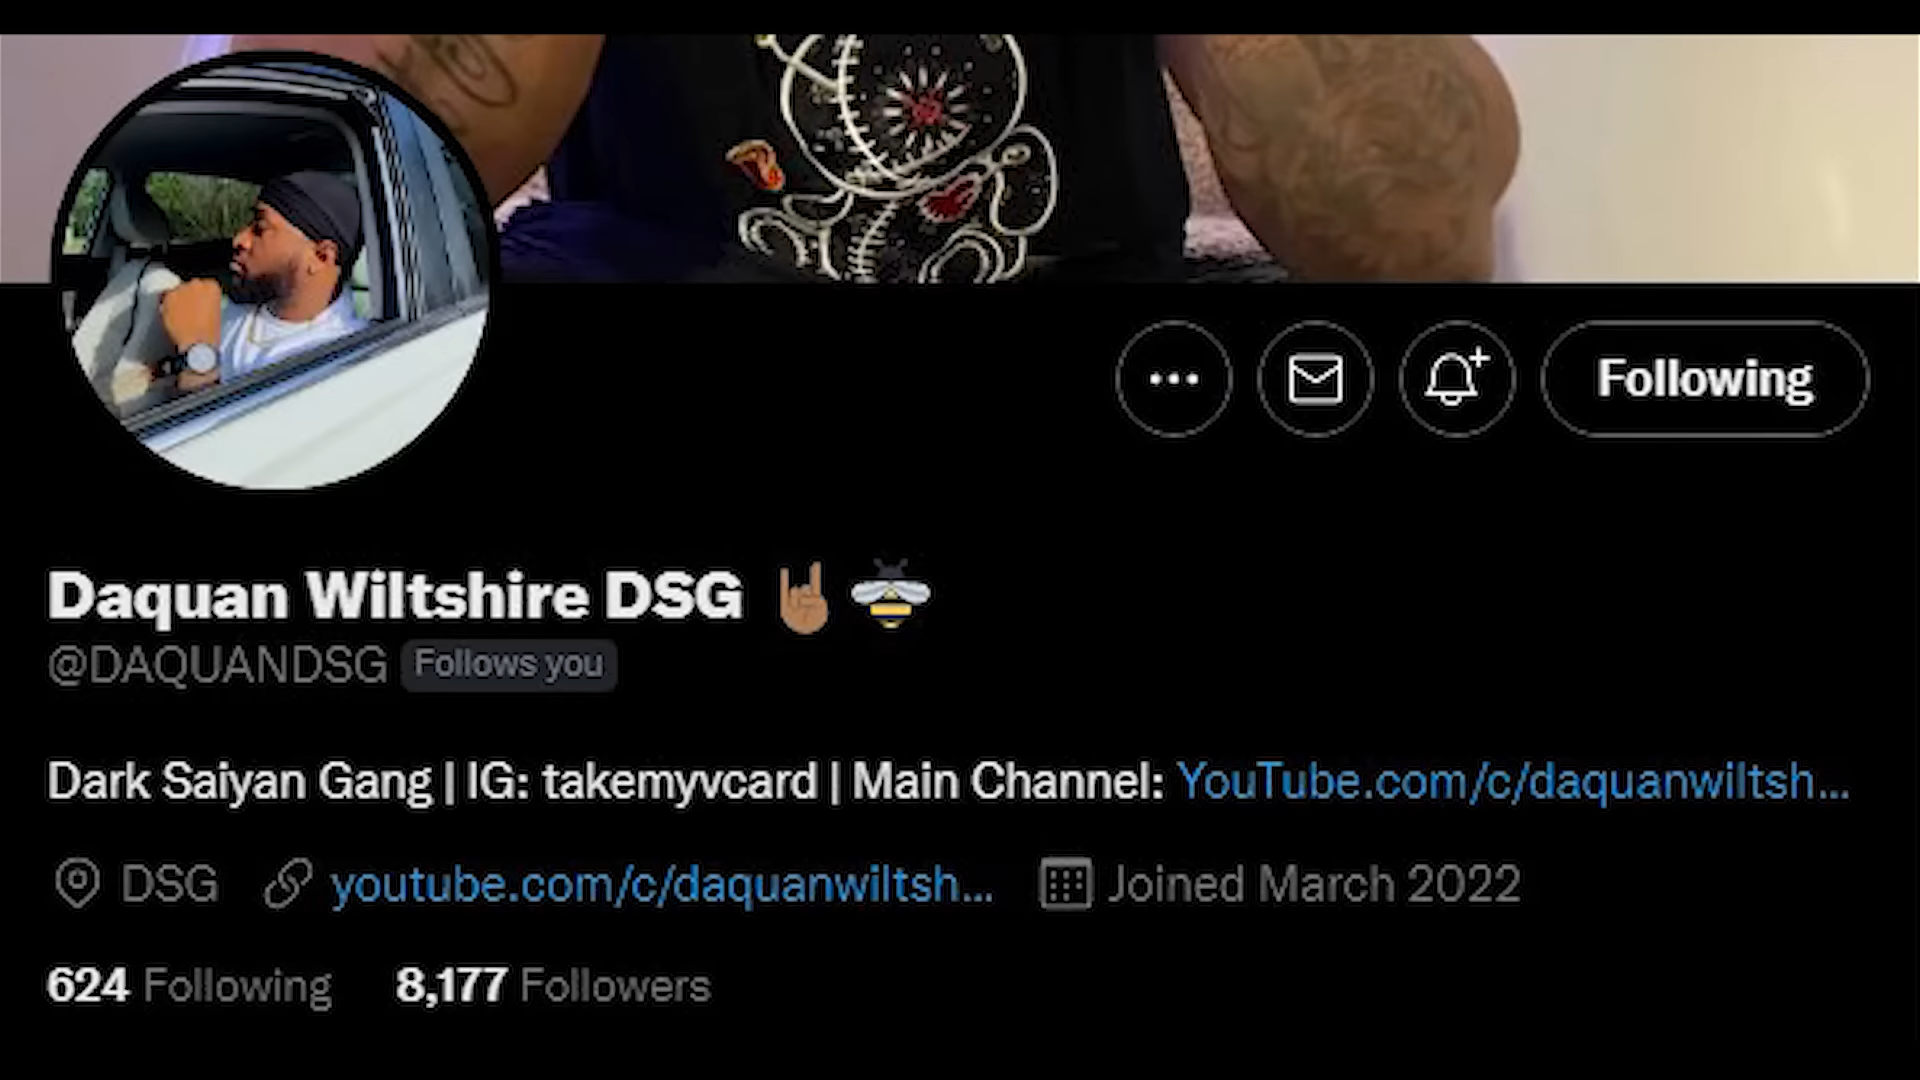 Following
Daquan Wiltshire DSG 🤘🏽 🐝
@DAQUANDSG Follows you
Dark Saiyan Gang | IG: takemyvcard | Main Channel: YouTube.com/c/daquanwiltsh...
DSG youtube.com/c/daquanwiltsh... Joined March 2022
624 Following 8,177 Followers